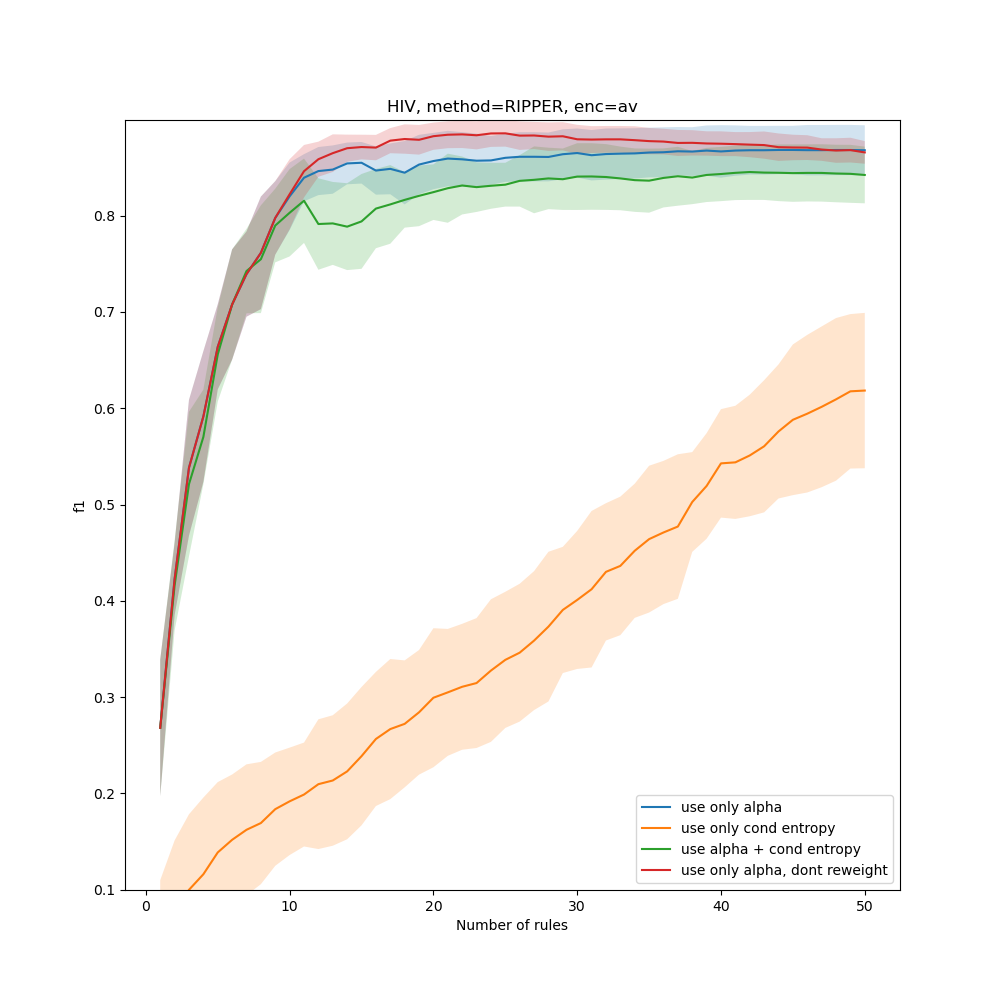 HIV, method=RIPPER, enc=av
f1
0.8
0.7
0.6
0.5
0.4
0.3
0.2
0.1
0 10 20 30 40 50
Number of rules
use only alpha
use only cond entropy
use alpha + cond entropy
use only alpha, dont reweight